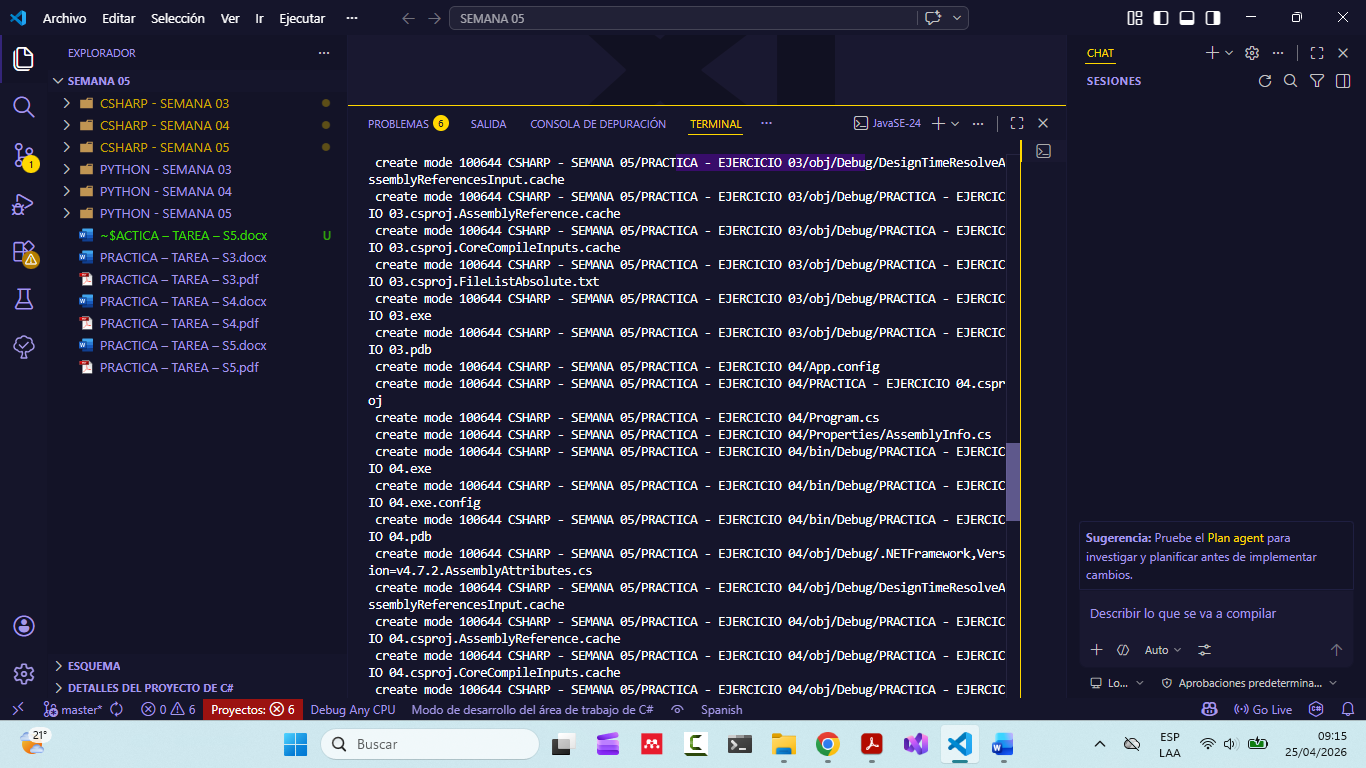 Archivo Editar Selección Ver Ir Ejecutar ···
SEMANA 05
EXPLORADOR ···
SEMANA 05
CSHARP - SEMANA 03
CSHARP - SEMANA 04
CSHARP - SEMANA 05
PYTHON - SEMANA 03
PYTHON - SEMANA 04
PYTHON - SEMANA 05
~$ACTICA – TAREA – S5.docx U
PRACTICA – TAREA – S3.docx
PRACTICA – TAREA – S3.pdf
PRACTICA – TAREA – S4.docx
PRACTICA – TAREA – S4.pdf
PRACTICA – TAREA – S5.docx
PRACTICA – TAREA – S5.pdf
1
ESQUEMA
DETALLES DEL PROYECTO DE C#
PROBLEMAS 6 SALIDA CONSOLA DE DEPURACIÓN TERMINAL ··· JavaSE-24 ···
create mode 100644 CSHARP - SEMANA 05/PRACTICA - EJERCICIO 03/obj/Debug/DesignTimeResolveA
ssemblyReferencesInput.cache
create mode 100644 CSHARP - SEMANA 05/PRACTICA - EJERCICIO 03/obj/Debug/PRACTICA - EJERCIC
IO 03.csproj.AssemblyReference.cache
create mode 100644 CSHARP - SEMANA 05/PRACTICA - EJERCICIO 03/obj/Debug/PRACTICA - EJERCIC
IO 03.csproj.CoreCompileInputs.cache
create mode 100644 CSHARP - SEMANA 05/PRACTICA - EJERCICIO 03/obj/Debug/PRACTICA - EJERCIC
IO 03.csproj.FileListAbsolute.txt
create mode 100644 CSHARP - SEMANA 05/PRACTICA - EJERCICIO 03/obj/Debug/PRACTICA - EJERCIC
IO 03.exe
create mode 100644 CSHARP - SEMANA 05/PRACTICA - EJERCICIO 03/obj/Debug/PRACTICA - EJERCIC
IO 03.pdb
create mode 100644 CSHARP - SEMANA 05/PRACTICA - EJERCICIO 04/App.config
create mode 100644 CSHARP - SEMANA 05/PRACTICA - EJERCICIO 04/PRACTICA - EJERCICIO 04.cspr
oj
create mode 100644 CSHARP - SEMANA 05/PRACTICA - EJERCICIO 04/Program.cs
create mode 100644 CSHARP - SEMANA 05/PRACTICA - EJERCICIO 04/Properties/AssemblyInfo.cs
create mode 100644 CSHARP - SEMANA 05/PRACTICA - EJERCICIO 04/bin/Debug/PRACTICA - EJERCIC
IO 04.exe
create mode 100644 CSHARP - SEMANA 05/PRACTICA - EJERCICIO 04/bin/Debug/PRACTICA - EJERCIC
IO 04.exe.config
create mode 100644 CSHARP - SEMANA 05/PRACTICA - EJERCICIO 04/bin/Debug/PRACTICA - EJERCIC
IO 04.pdb
create mode 100644 CSHARP - SEMANA 05/PRACTICA - EJERCICIO 04/obj/Debug/.NETFramework,Vers
ion=v4.7.2.AssemblyAttributes.cs
create mode 100644 CSHARP - SEMANA 05/PRACTICA - EJERCICIO 04/obj/Debug/DesignTimeResolveA
ssemblyReferencesInput.cache
create mode 100644 CSHARP - SEMANA 05/PRACTICA - EJERCICIO 04/obj/Debug/PRACTICA - EJERCIC
IO 04.csproj.AssemblyReference.cache
create mode 100644 CSHARP - SEMANA 05/PRACTICA - EJERCICIO 04/obj/Debug/PRACTICA - EJERCIC
IO 04.csproj.CoreCompileInputs.cache
create mode 100644 CSHARP - SEMANA 05/PRACTICA - EJERCICIO 04/obj/Debug/PRACTICA - EJERCIC
CHAT ···
SESIONES
Sugerencia: Pruebe el Plan agent para
investigar y planificar antes de implementar
cambios.
Describir lo que se va a compilar
Auto
Lo... Aprobaciones predetermina...
master* 0 6 Proyectos: 6 Debug Any CPU Modo de desarrollo del área de trabajo de C# Spanish Go Live
21° Buscar
ESP
LAA
09:15
25/04/2026